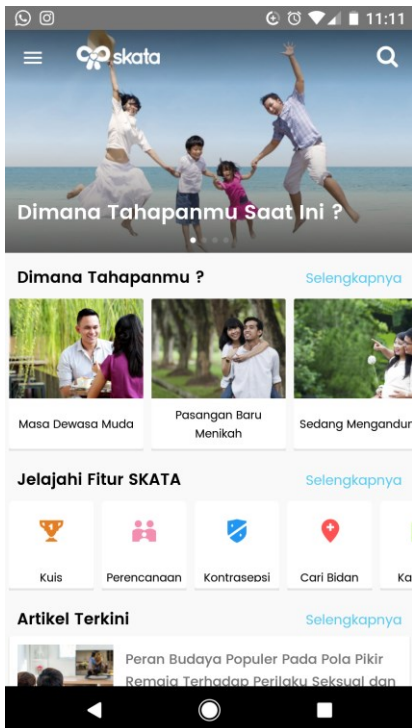 11:11
skata
Dimana Tahapanmu Saat Ini ?
Dimana Tahapanmu ?
Selengkapnya
Masa Dewasa Muda
Pasangan Baru
Menikah
Sedang Mengandun
Jelajahi Fitur SKATA
Selengkapnya
Kuis
Perencanaan
Kontrasepsi
Cari Bidan
Ka
Artikel Terkini
Selengkapnya
Peran Budaya Populer Pada Pola Pikir
Remaja Terhadap Perilaku Seksual dan